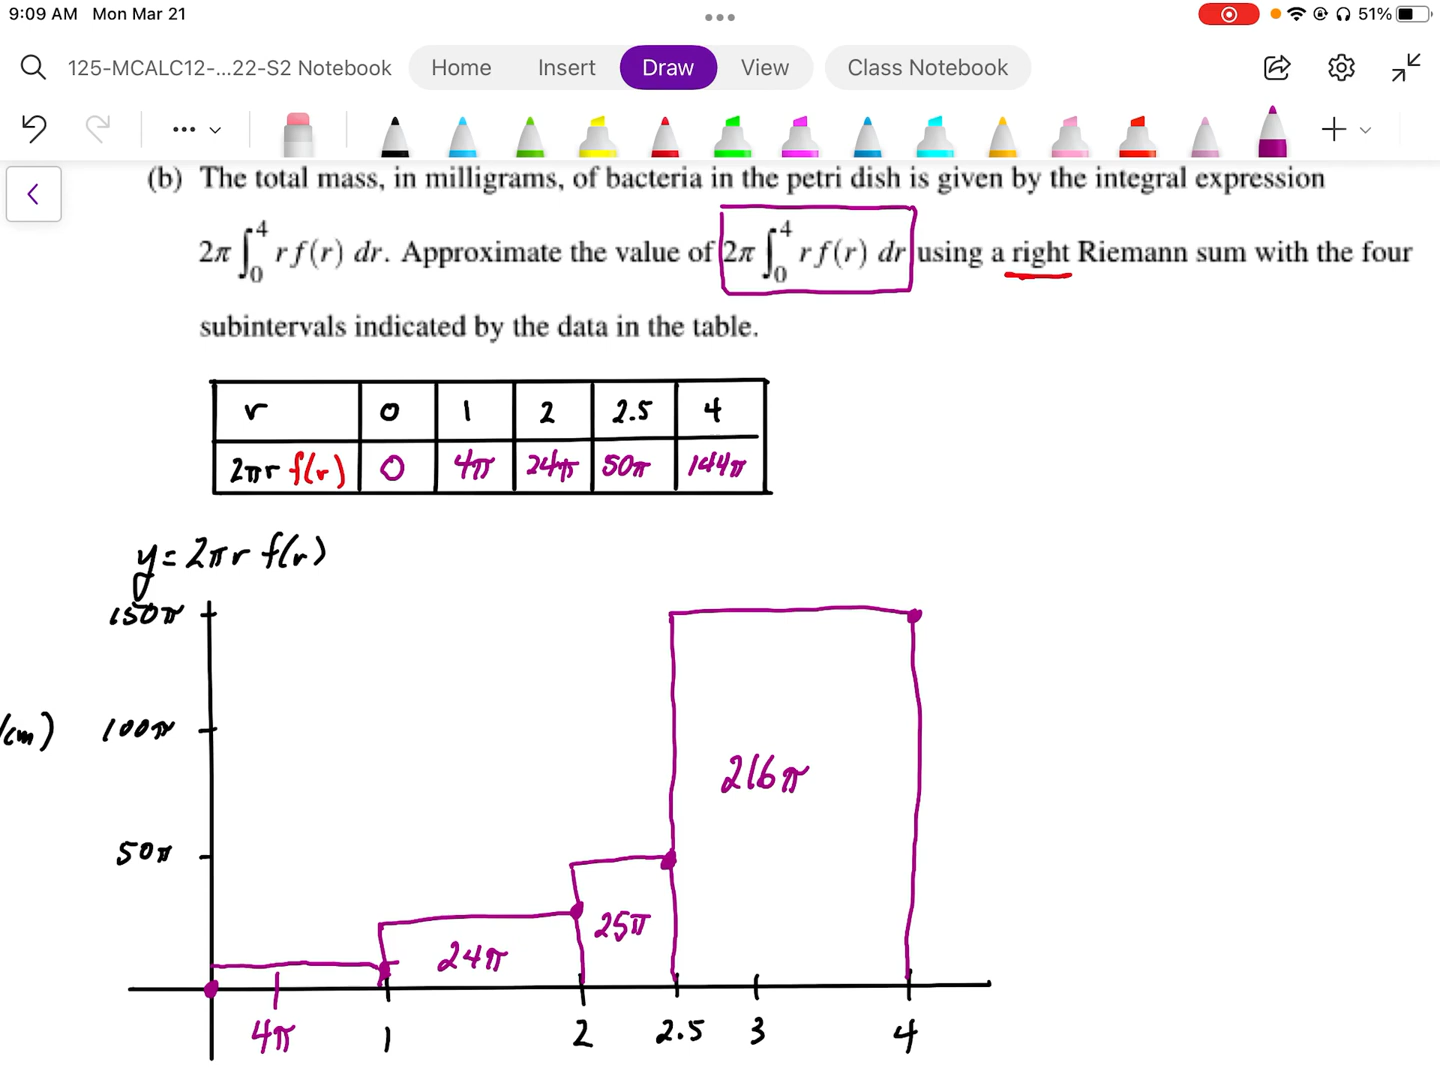 9:09 AM Mon Mar 21
51%
125-MCALC12-...22-S2 Notebook Home Insert Draw View Class Notebook
(b) The total mass, in milligrams, of bacteria in the petri dish is given by the integral expression
2π ∫₀⁴ r f(r) dr. Approximate the value of 2π ∫₀⁴ r f(r) dr using a right Riemann sum with the four
subintervals indicated by the data in the table.
r 0 1 2 2.5 4
2πr f(r) 0 4π 24π 50π 144π
y = 2πr f(r)
150π
/cm) 100π
216π
50π
25π
24π
4π 1 2 2.5 3 4